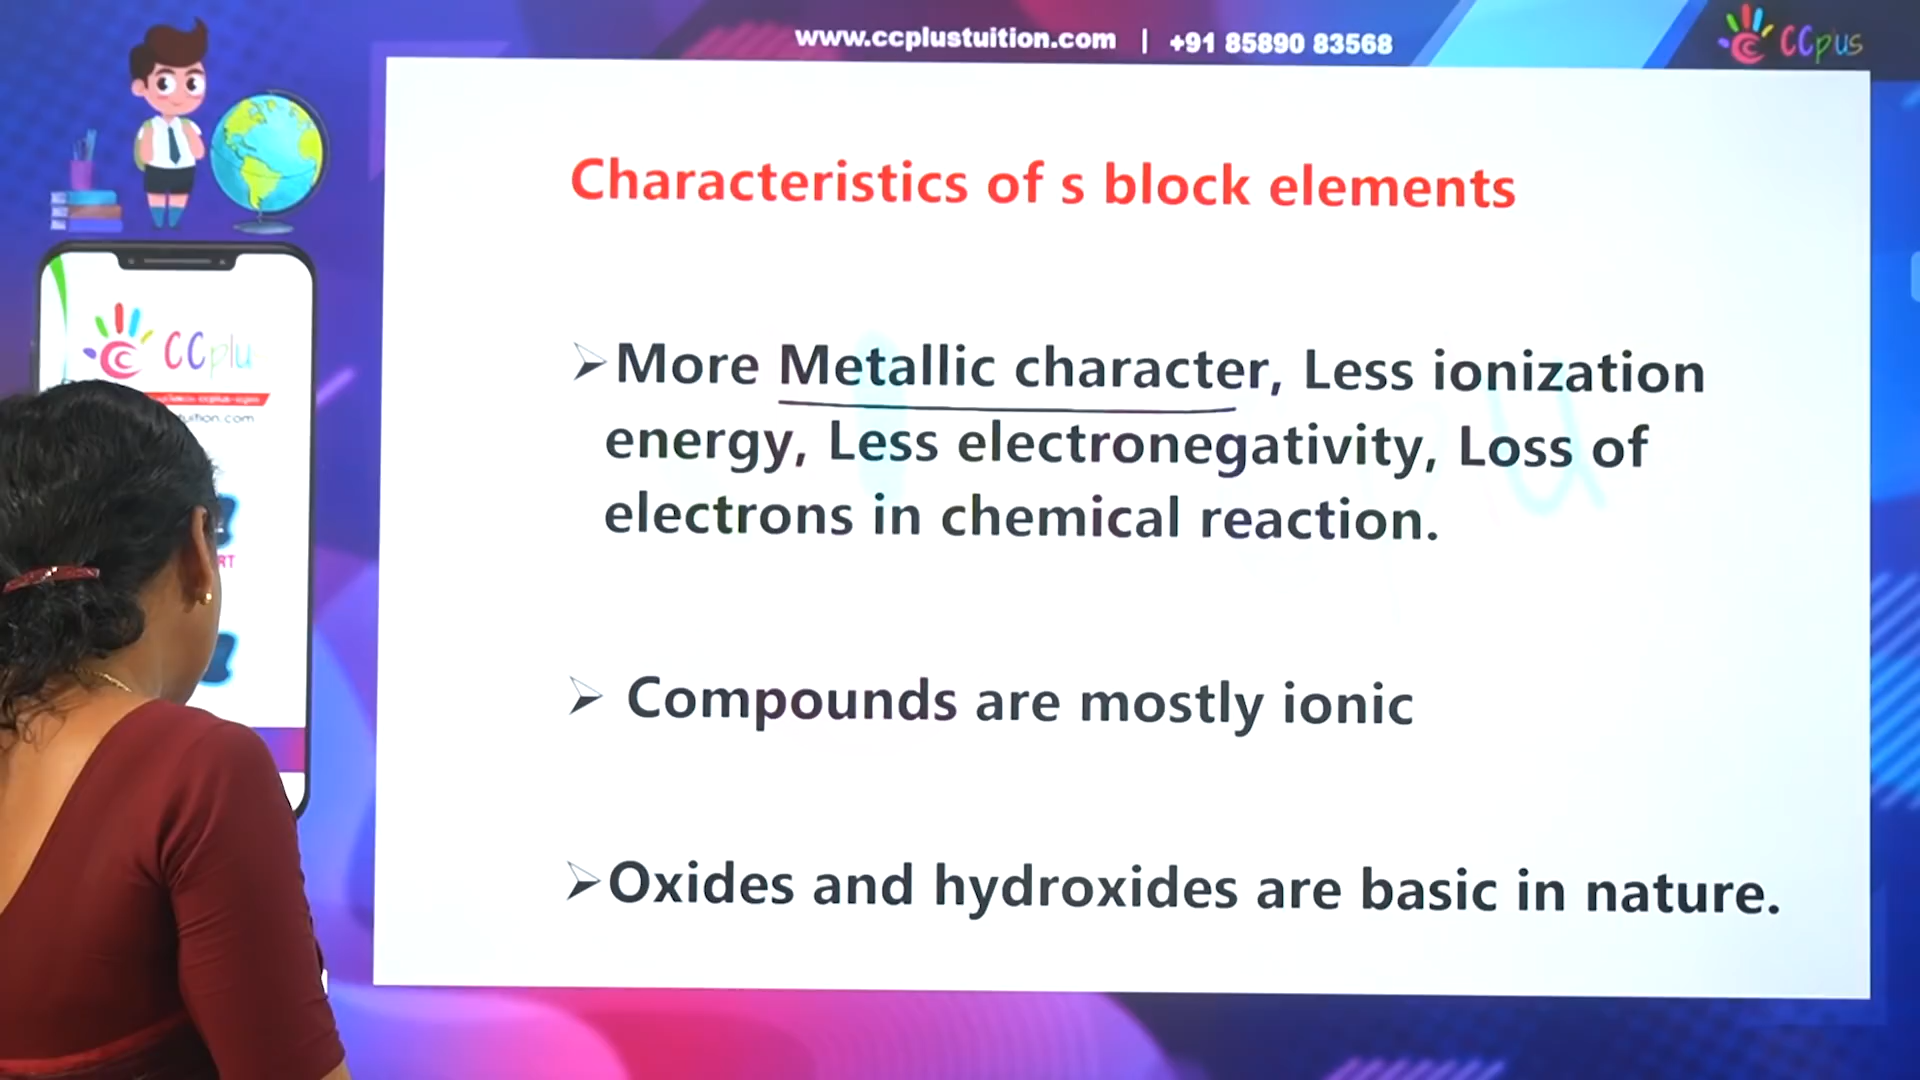 www.ccplustuition.com | +91 85890 83568
CCplus
Characteristics of s block elements
CCplu
➢More Metallic character, Less ionization
energy, Less electronegativity, Loss of
electrons in chemical reaction.
➢ Compounds are mostly ionic
➢Oxides and hydroxides are basic in nature.